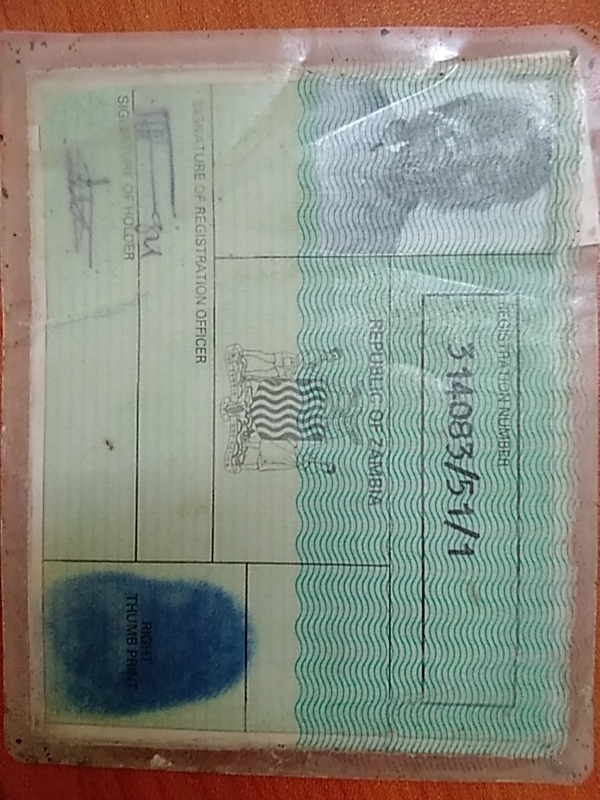 REGISTRATION NUMBER
314083/51/1
REPUBLIC OF ZAMBIA
SIGNATURE OF REGISTRATION OFFICER
SIGNATURE OF HOLDER
RIGHT
THUMB PRINT